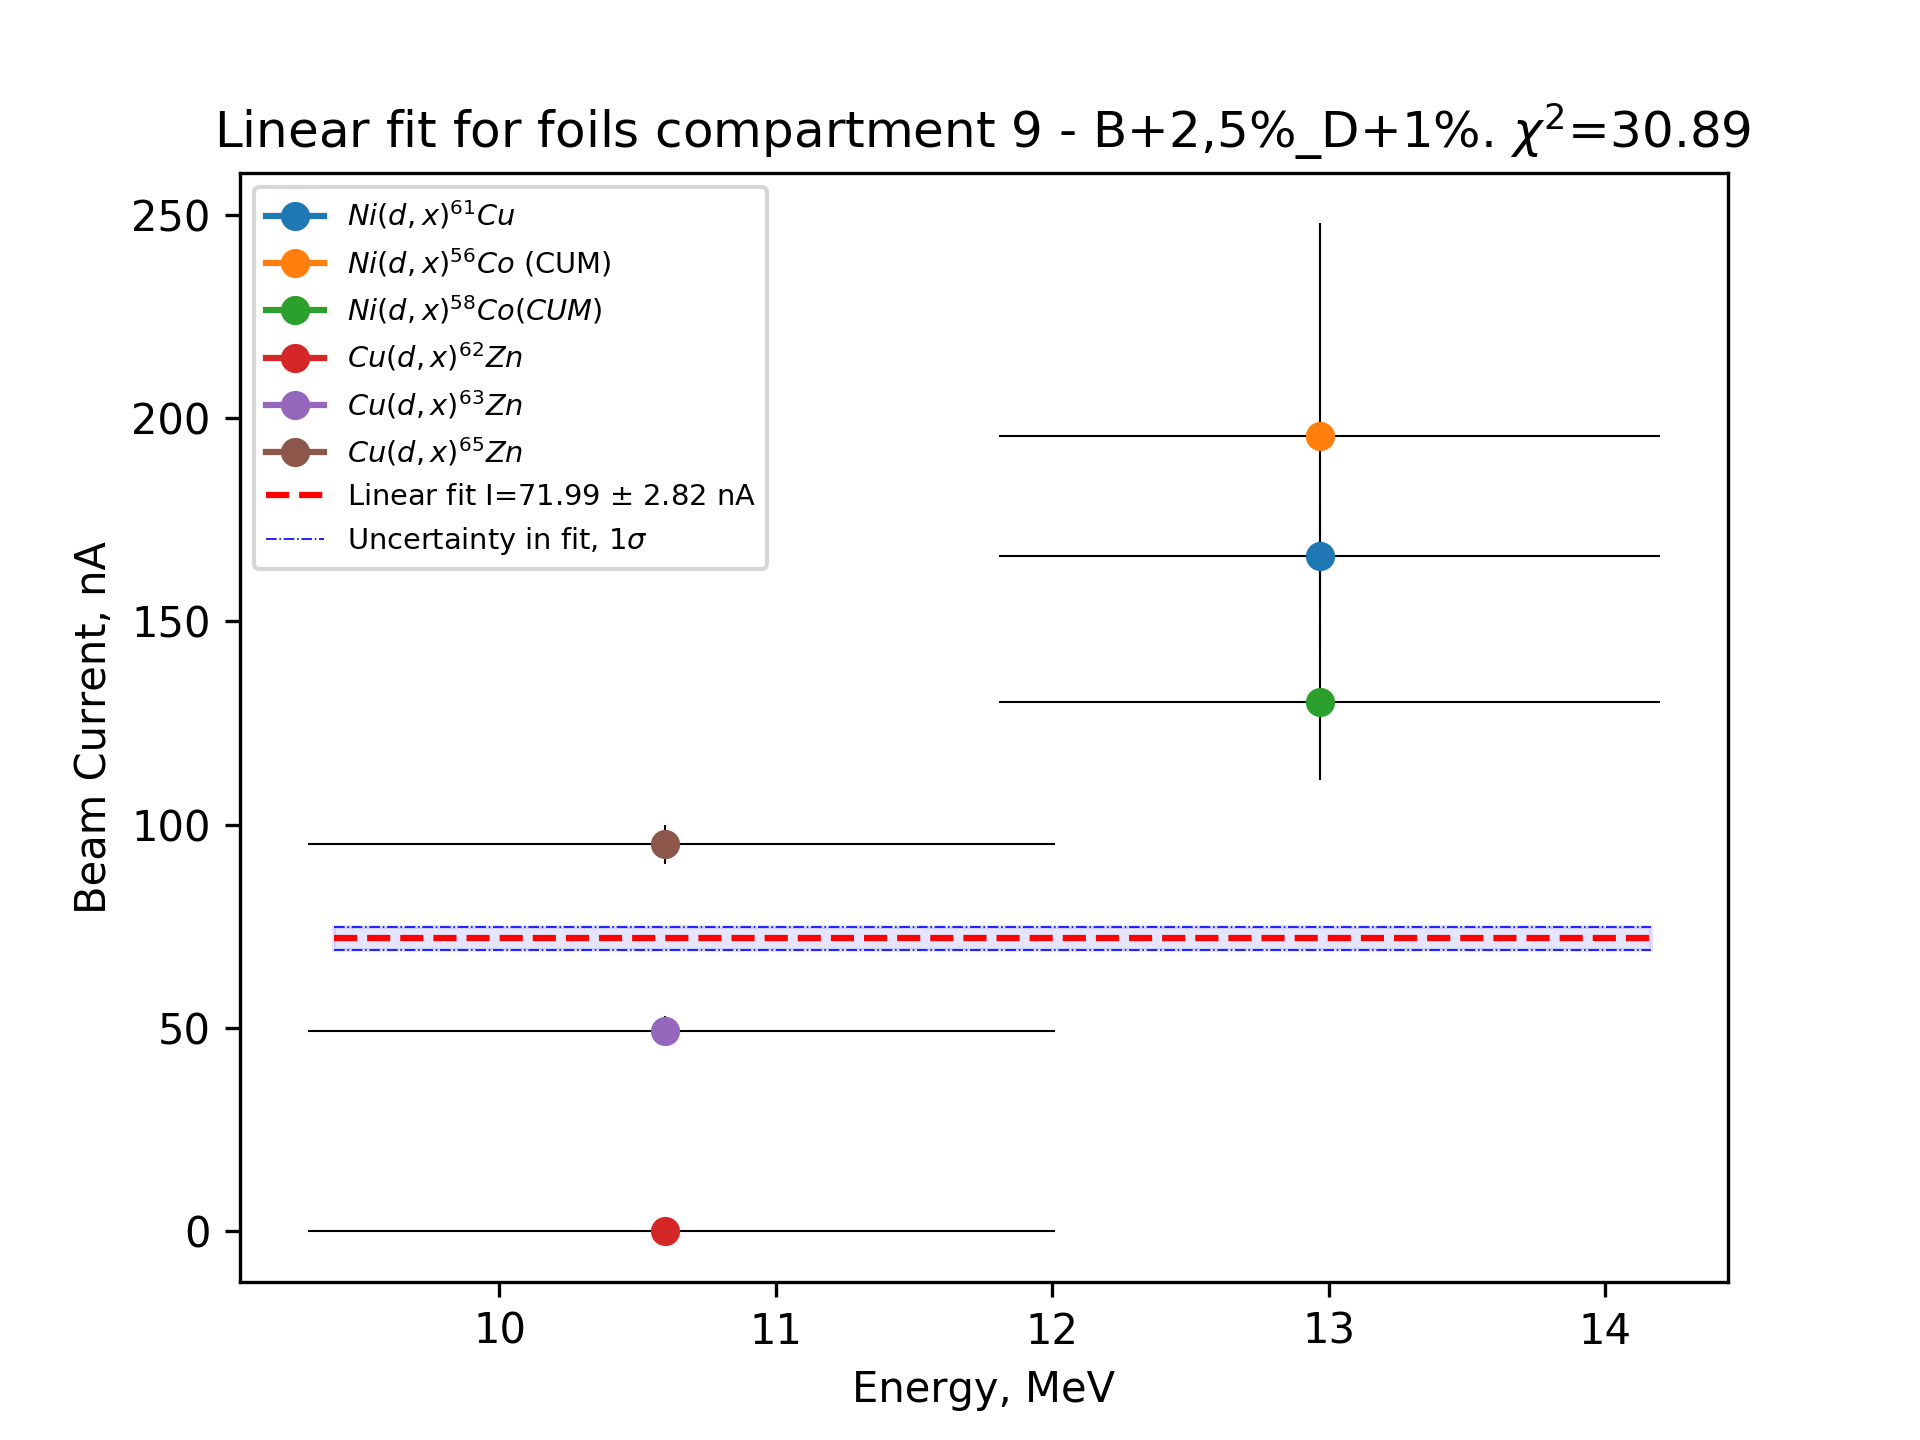 Linear fit for foils compartment 9 - B+2,5%_D+1%. χ²=30.89
Ni(d, x)⁶¹Cu
Ni(d, x)⁵⁶Co (CUM)
Ni(d, x)⁵⁸Co(CUM)
Cu(d, x)⁶²Zn
Cu(d, x)⁶³Zn
Cu(d, x)⁶⁵Zn
Linear fit I=71.99 ± 2.82 nA
Uncertainty in fit, 1σ
Beam Current, nA
250
200
150
100
50
0
10 11 12 13 14
Energy, MeV